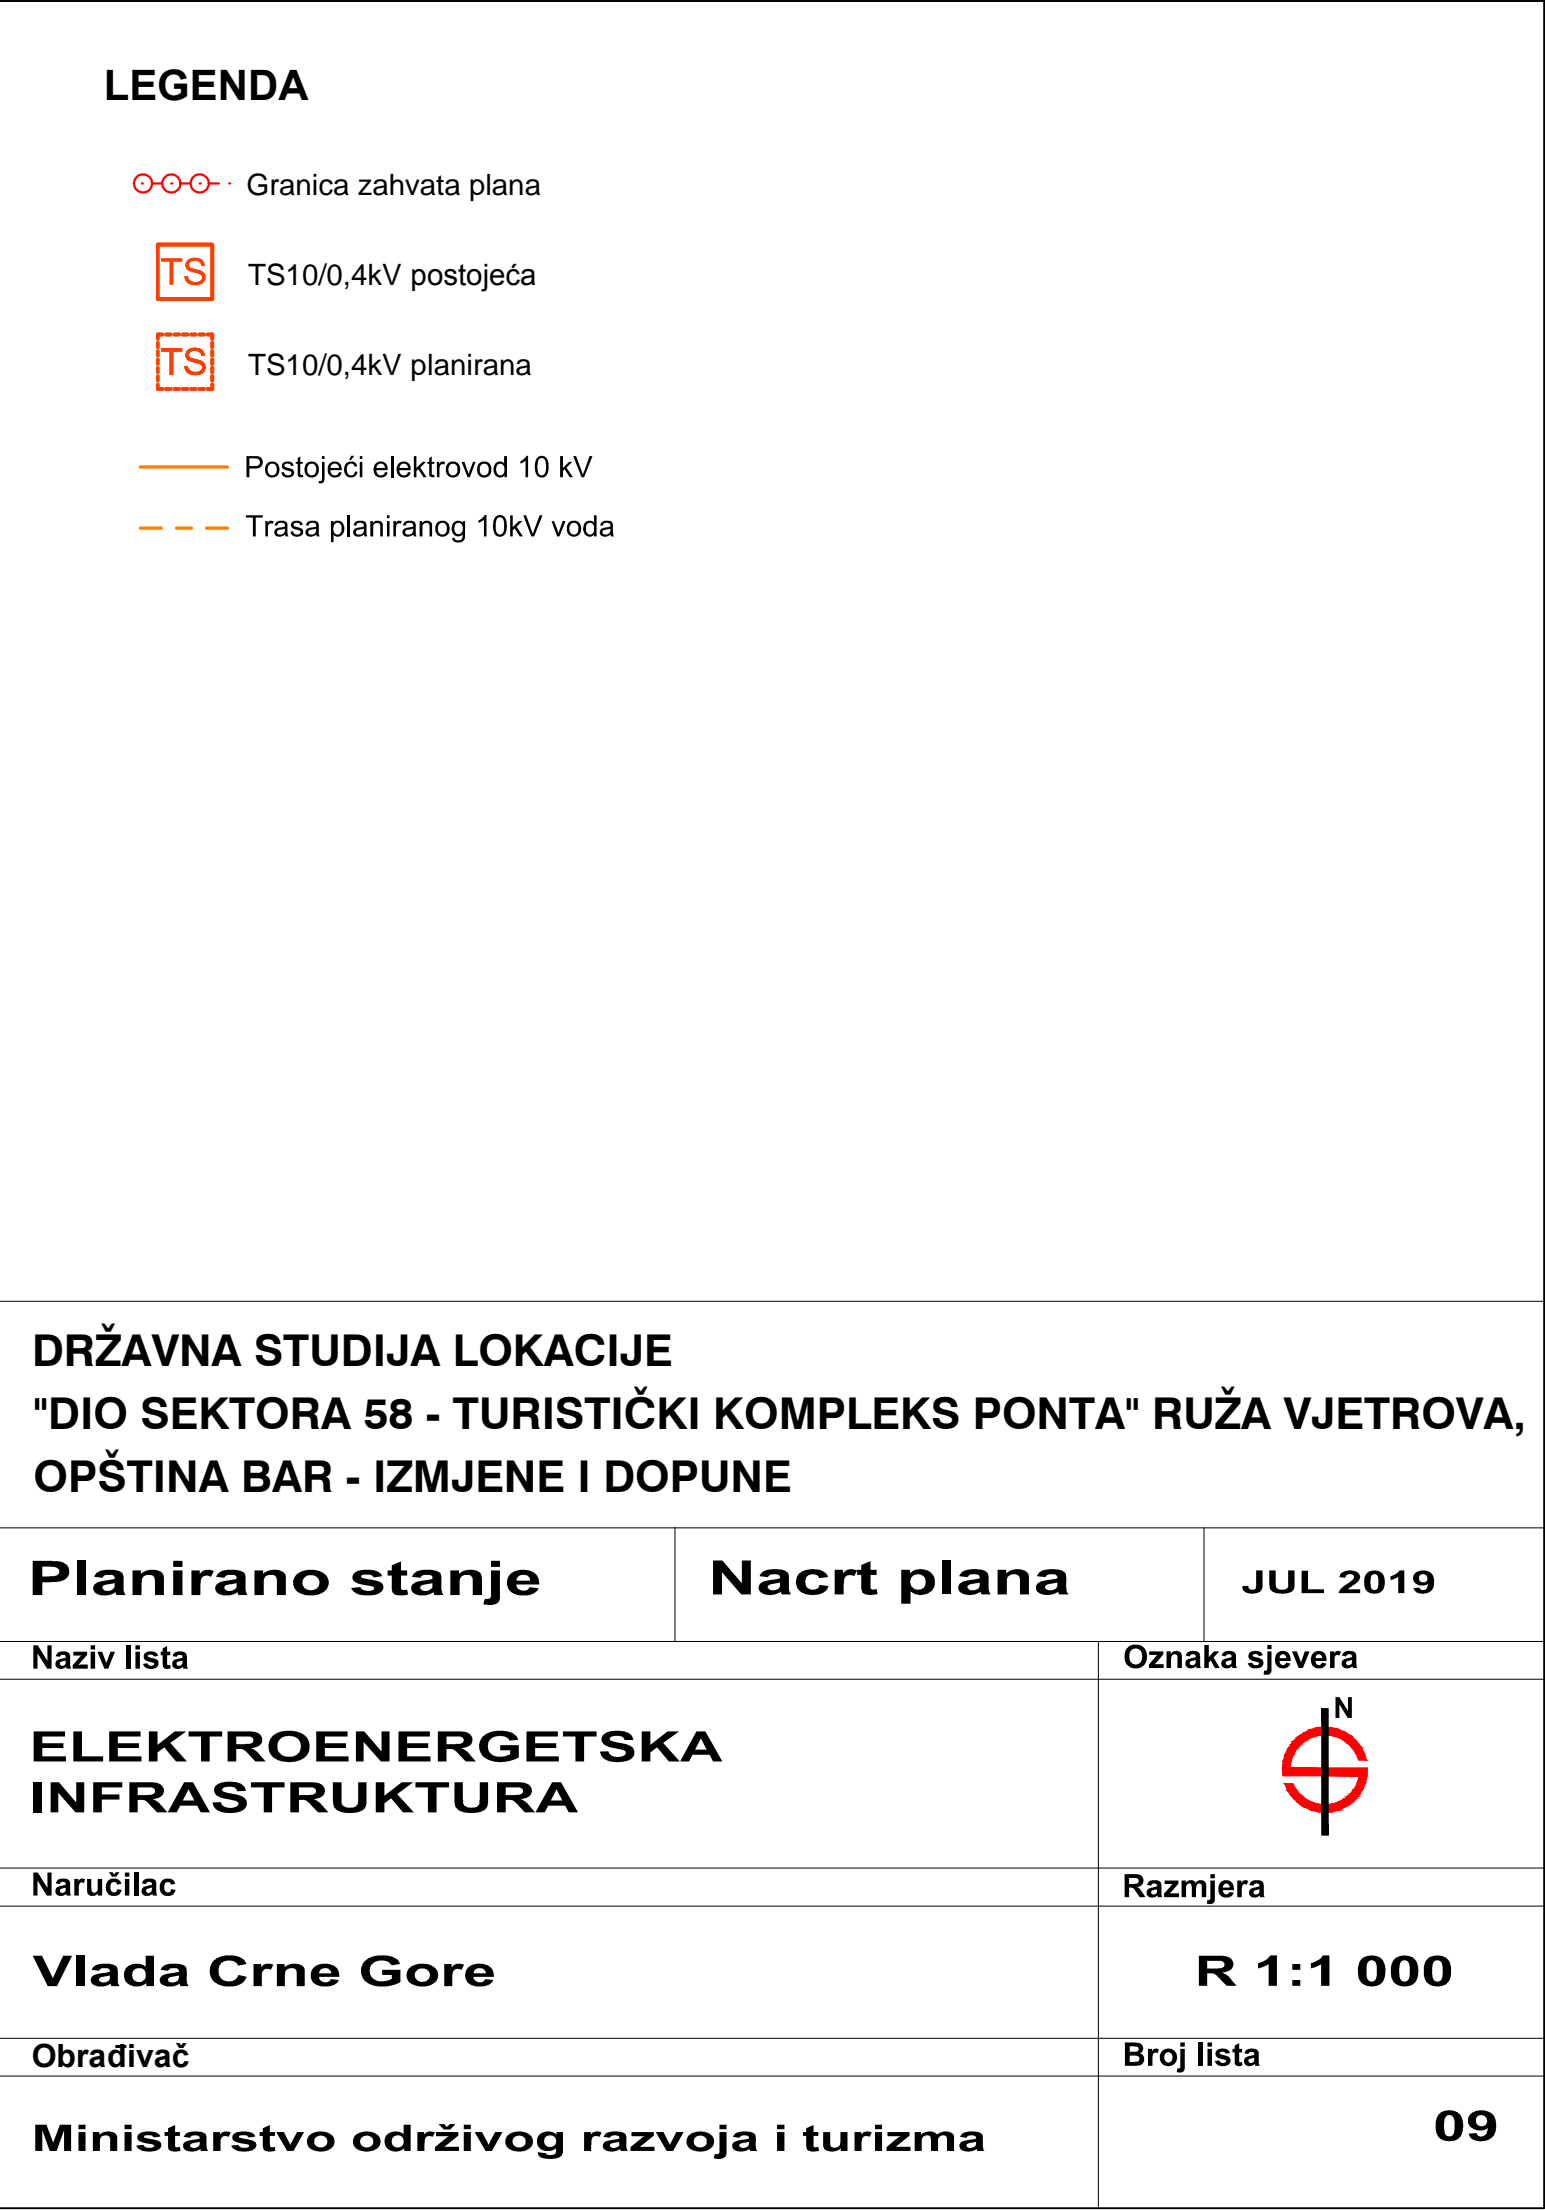 LEGENDA
Granica zahvata plana
TS
TS10/0,4kV postojeća
TS
TS10/0,4kV planirana
Postojeći elektrovod 10 kV
Trasa planiranog 10kV voda
DRŽAVNA STUDIJA LOKACIJE
"DIO SEKTORA 58 - TURISTIČKI KOMPLEKS PONTA" RUŽA VJETROVA,
OPŠTINA BAR - IZMJENE I DOPUNE
Planirano stanje
Nacrt plana
JUL 2019
Naziv lista
Oznaka sjevera
ELEKTROENERGETSKA
INFRASTRUKTURA
N
Naručilac
Razmjera
Vlada Crne Gore
R 1:1 000
Obrađivač
Broj lista
Ministarstvo održivog razvoja i turizma
09